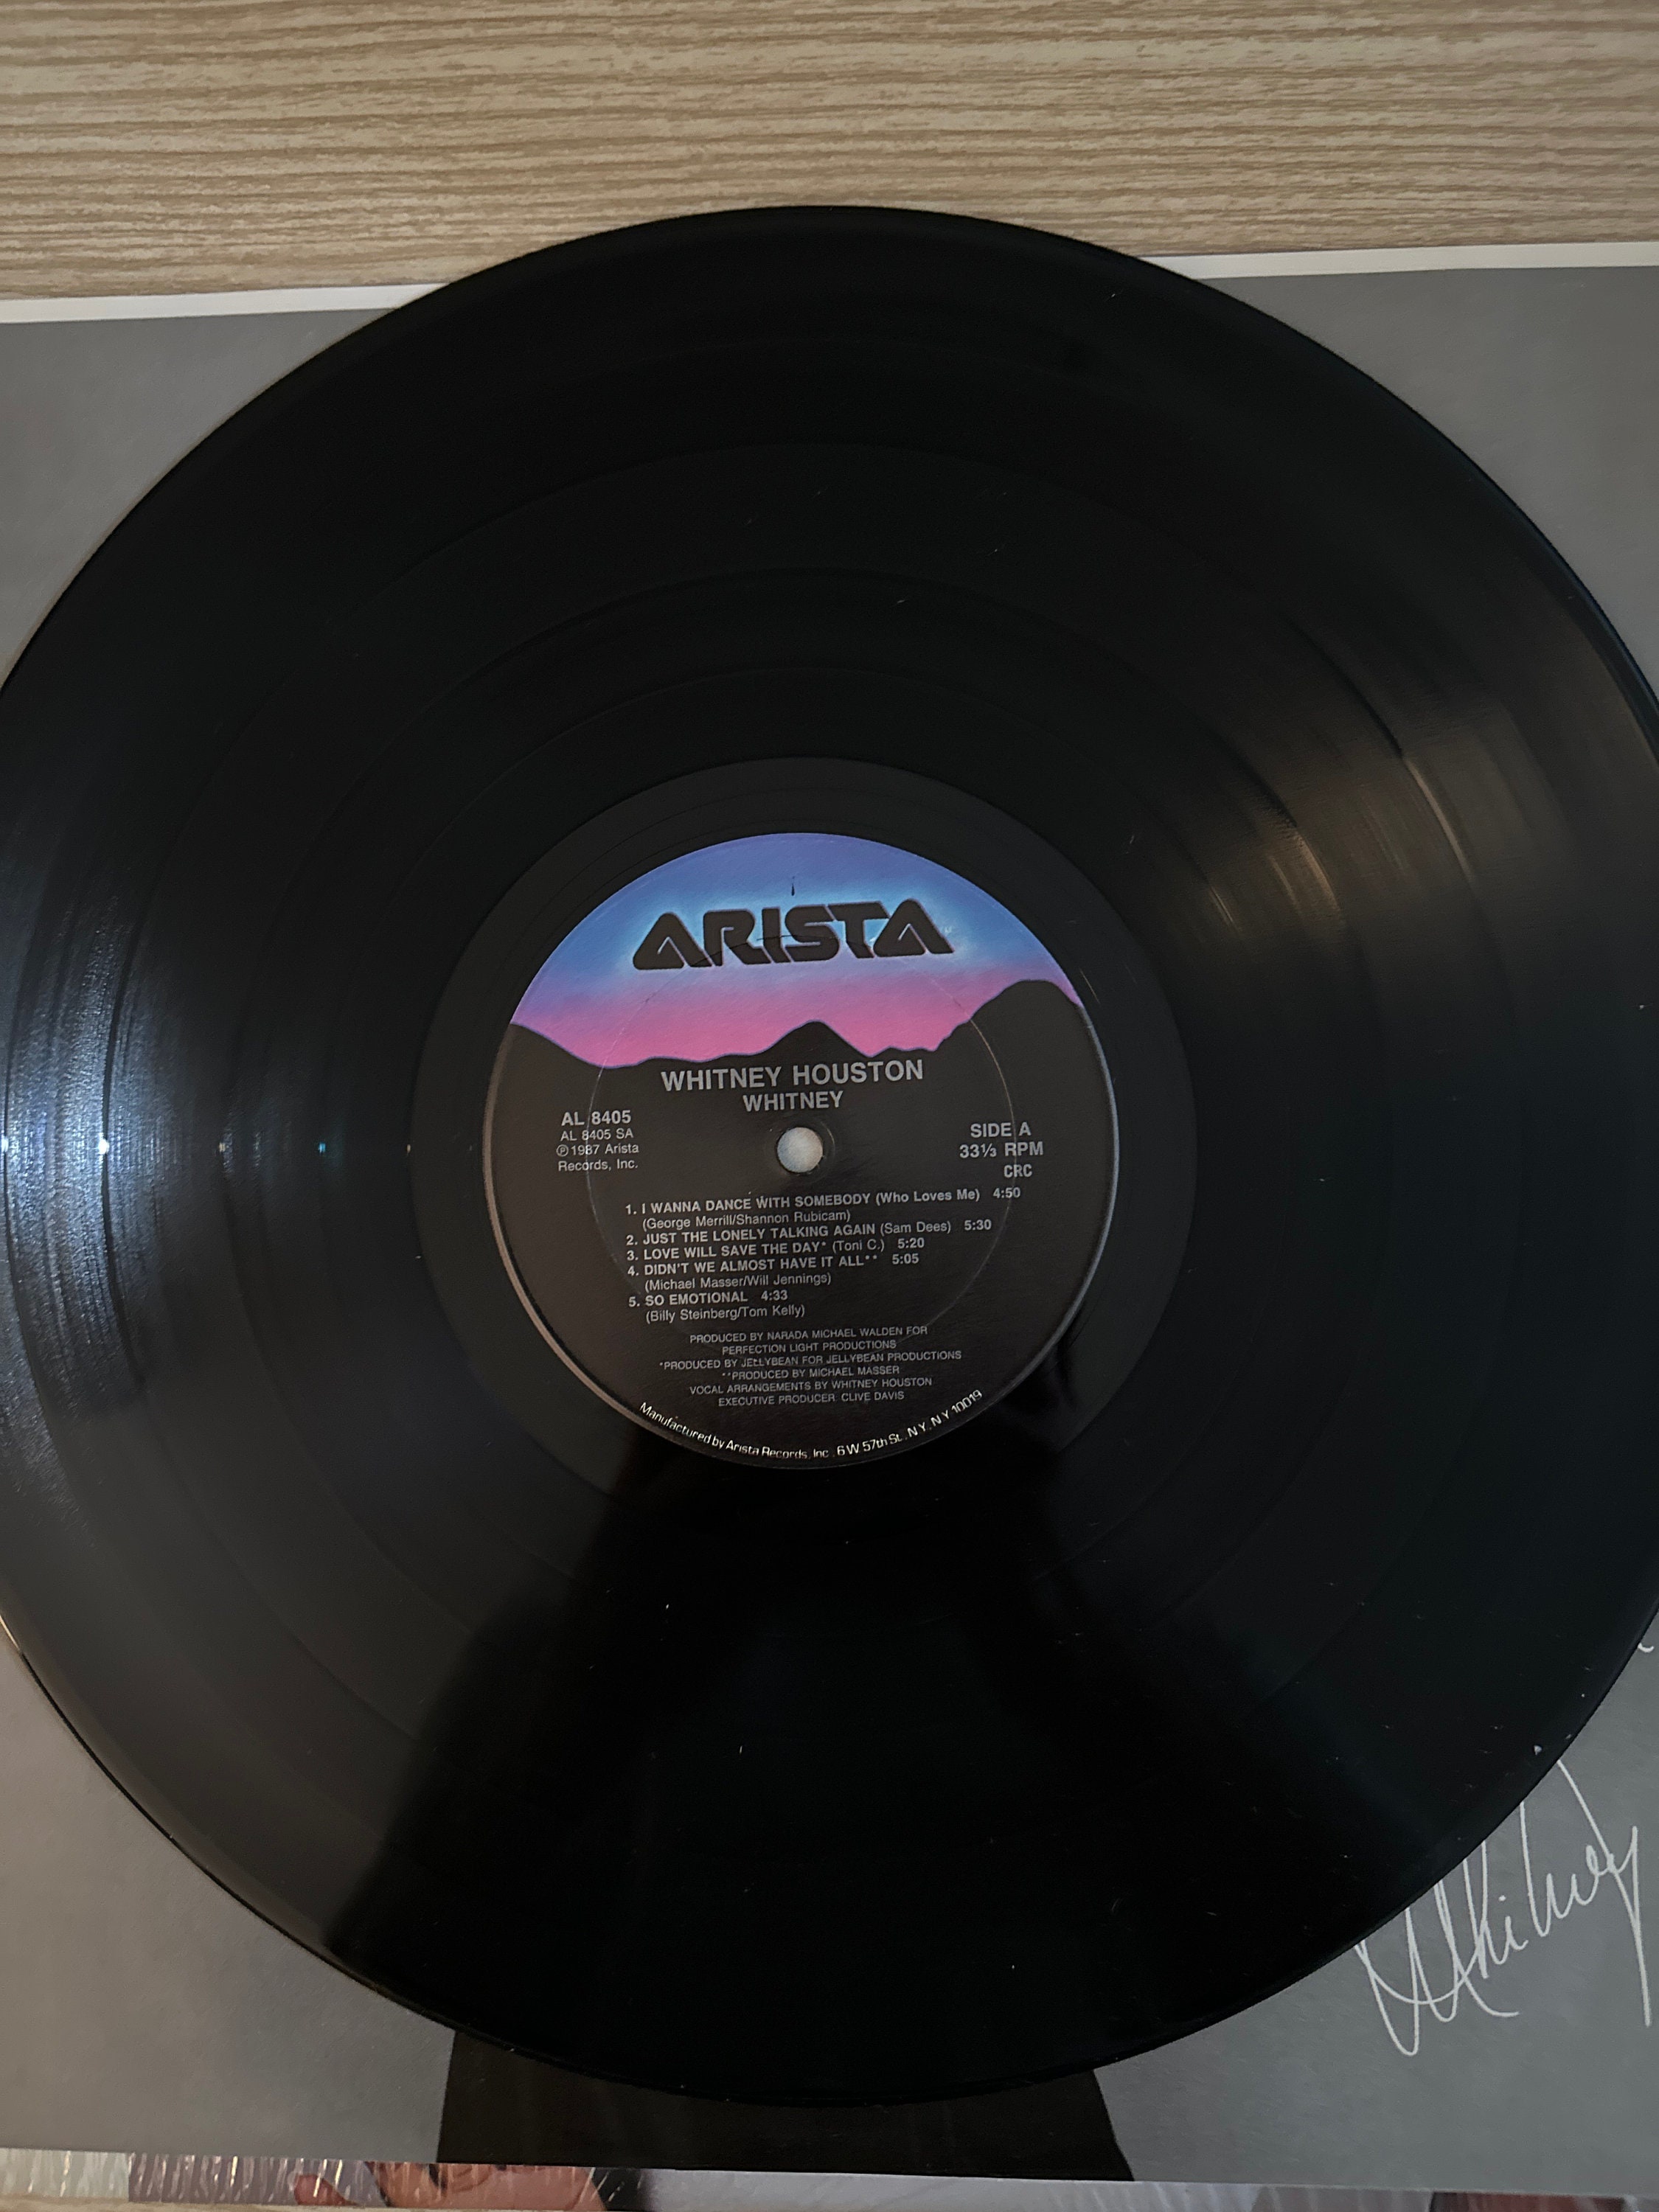 ARISTA
WHITNEY HOUSTON
WHITNEY
AL 8405
AL 8405 SA
℗1987 Arista
Records, Inc.
SIDE A
33⅓ RPM
CRC
1. I WANNA DANCE WITH SOMEBODY (Who Loves Me) 4:50
(George Merrill/Shannon Rubicam)
2. JUST THE LONELY TALKING AGAIN (Sam Dees) 5:30
3. LOVE WILL SAVE THE DAY* (Toni C.) 5:20
4. DIDN'T WE ALMOST HAVE IT ALL** 5:05
(Michael Masser/Will Jennings)
5. SO EMOTIONAL 4:33
(Billy Steinberg/Tom Kelly)
PRODUCED BY NARADA MICHAEL WALDEN FOR
PERFECTION LIGHT PRODUCTIONS
*PRODUCED BY JELLYBEAN FOR JELLYBEAN PRODUCTIONS
**PRODUCED BY MICHAEL MASSER
VOCAL ARRANGEMENTS BY WHITNEY HOUSTON
EXECUTIVE PRODUCER: CLIVE DAVIS
Manufactured by Arista Records, Inc., 6 W. 57th St., N.Y., N.Y. 10019
Whitney